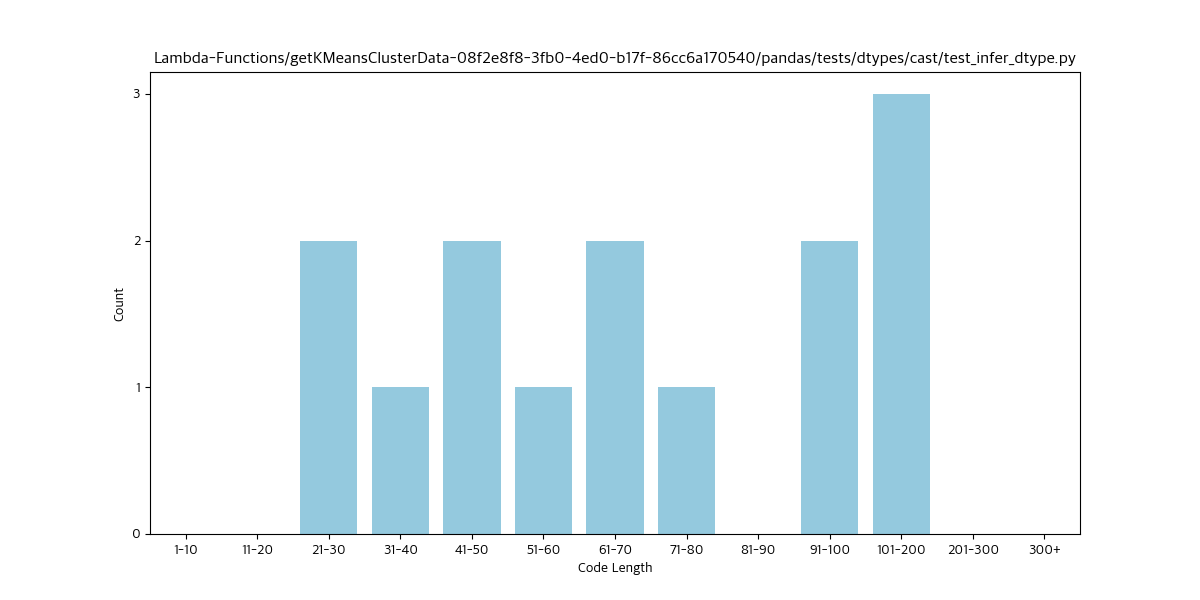 Lambda-Functions/getKMeansClusterData-08f2e8f8-3fb0-4ed0-b17f-86cc6a170540/pandas/tests/dtypes/cast/test_infer_dtype.py
3
2
1
0
Count
1-10 11-20 21-30 31-40 41-50 51-60 61-70 71-80 81-90 91-100 101-200 201-300 300+
Code Length